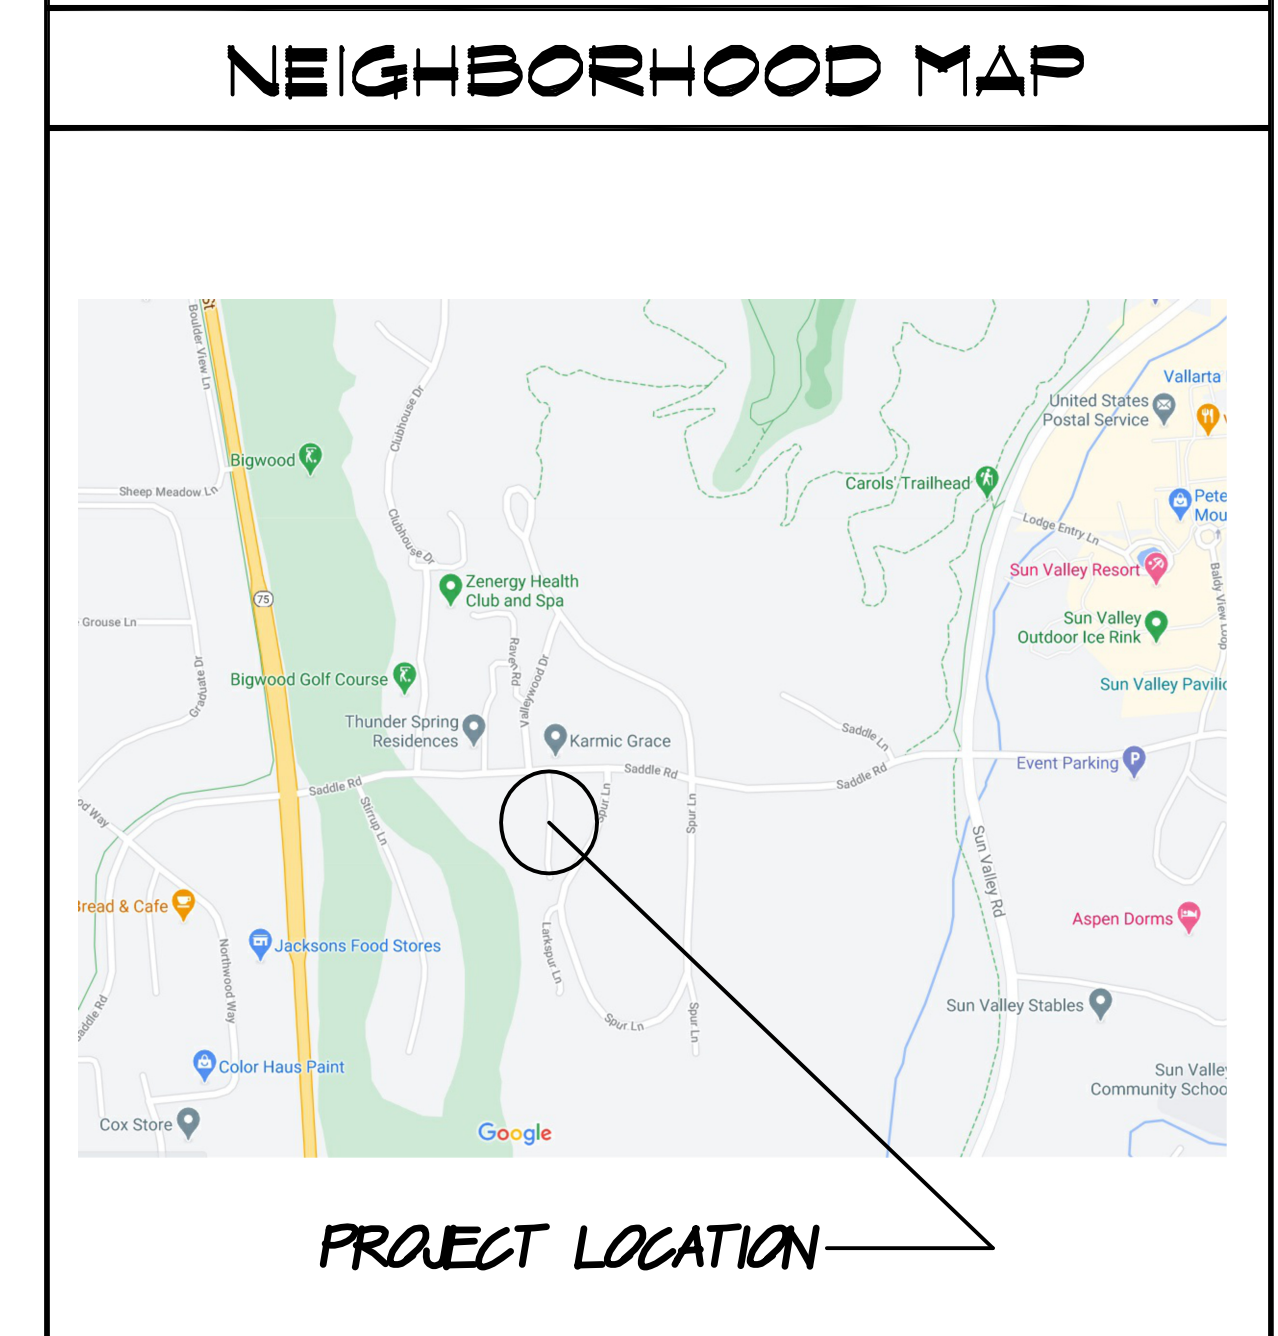 NEIGHBORHOOD MAP
St
Boulder View Ln
Vallarta
United States
Postal Service
Clubhouse Dr
Bigwood
Carols' Trailhead
Sheep Meadow Ln
Pete
Mou
Lodge Entry Ln
Clubhouse Dr
Sun Valley Resort
Zenergy Health
Club and Spa
75
Baldy View Loop
Grouse Ln
Sun Valley
Outdoor Ice Rink
Raven Rd
Graduate Dr
Valleywood Dr
Bigwood Golf Course
Sun Valley Pavilio
Thunder Spring
Residences
Karmic Grace
Saddle Ln
Event Parking
Saddle Rd
Saddle Rd
Saddle Rd
Spur Ln
Spur Ln
Stirrup Ln
od Way
Sun Valley Rd
Bread & Cafe
Aspen Dorms
Jacksons Food Stores
Larkspur Ln
Northwood Way
Sun Valley Stables
Saddle Rd
Spur Ln
Spur Ln
Color Haus Paint
Sun Valley
Community Schoo
Cox Store
Google
PROJECT LOCATION